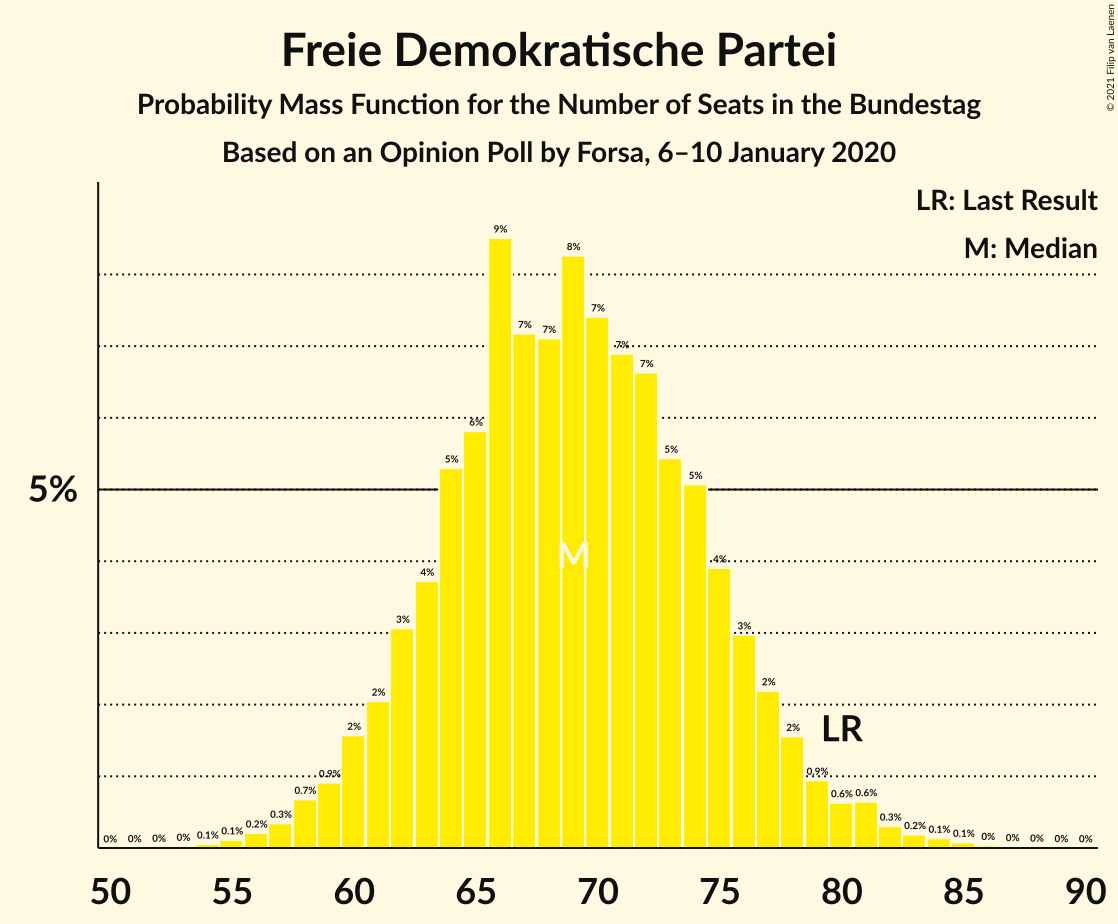 Freie Demokratische Partei
Probability Mass Function for the Number of Seats in the Bundestag
Based on an Opinion Poll by Forsa, 6–10 January 2020
© 2021 Filip van Laenen
LR: Last Result
M: Median
5%
0% 0% 0% 0% 0.1% 0.1% 0.2% 0.3% 0.7% 0.9% 2% 2% 3% 4% 5% 6% 9% 7% 7% 8% 7% 7% 7% 5% 5% 4% 3% 2% 2% 0.9% 0.6% 0.6% 0.3% 0.2% 0.1% 0.1% 0% 0% 0% 0% 0%
M
LR
50 55 60 65 70 75 80 85 90